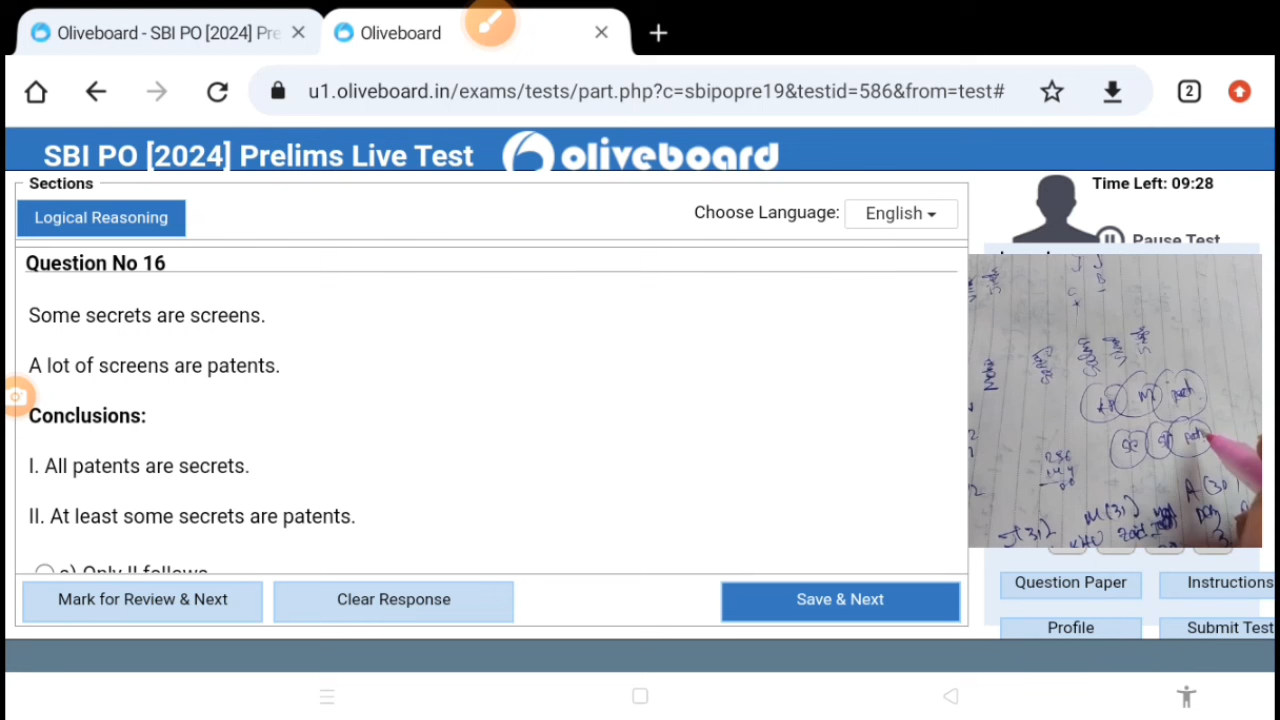 Oliveboard - SBI PO [2024] Pre
Oliveboard
u1.oliveboard.in/exams/tests/part.php?c=sbipopre19&testid=586&from=test#
2
SBI PO [2024] Prelims Live Test
oliveboard
Sections
Logical Reasoning
Choose Language:
English
Time Left: 09:28
Pause Test
Question No 16
Some secrets are screens.
A lot of screens are patents.
Conclusions:
I. All patents are secrets.
II. At least some secrets are patents.
a) Only II follows
Mark for Review & Next
Clear Response
Save & Next
Question Paper
Instructions
Profile
Submit Test